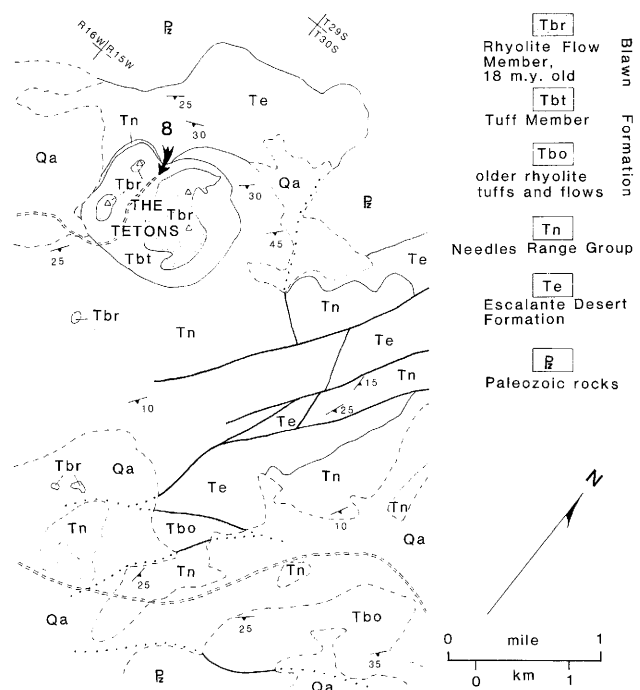 R16W
R15W
Pz
T29S
T30S
25
Te
Tn
30
8
Qa
Tbr
THE
Tbr
TETONS
Tbt
Qa
30
Pz
45
25
Te
Tbr
Tn
Tn
Te
Tn
15
25
Te
10
Tbr
Qa
Te
Tn
Tn
Tn
Tbo
10
Qa
Tn
25
Tn
Qa
25
Tbo
Pz
35
Qa
Tbr
Rhyolite Flow
Member,
18 m.y. old
Tbt
Tuff Member
Tbo
older rhyolite
tuffs and flows
Blawn Formation
Tn
Needles Range Group
Te
Escalante Desert
Formation
Pz
Paleozoic rocks
N
0 mile 1
0 km 1